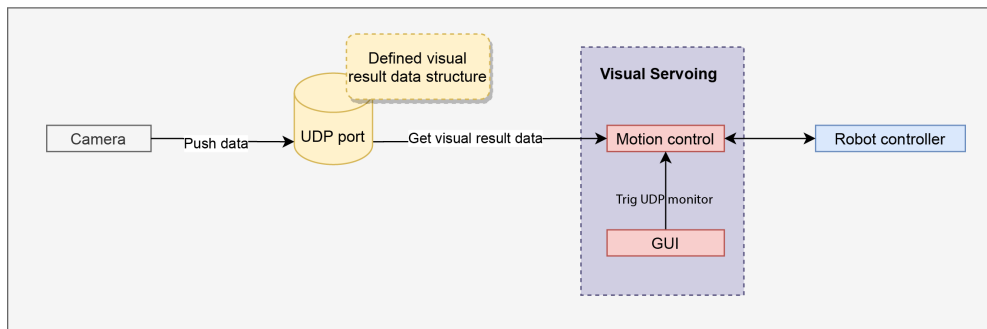 Defined visual
result data structure
Visual Servoing
Camera
Push data
UDP port
Get visual result data
Motion control
Robot controller
Trig UDP monitor
GUI